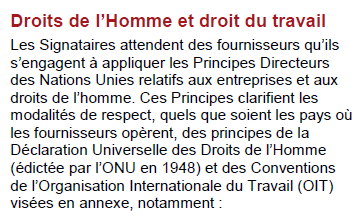 Droits de l'Homme et droit du travail
Les Signataires attendent des fournisseurs qu'ils
s'engagent à appliquer les Principes Directeurs
des Nations Unies relatifs aux entreprises et aux
droits de l'homme. Ces Principes clarifient les
modalités de respect, quels que soient les pays où
les fournisseurs opèrent, des principes de la
Déclaration Universelle des Droits de l'Homme
(édictée par l'ONU en 1948) et des Conventions
de l'Organisation Internationale du Travail (OIT)
visées en annexe, notamment :